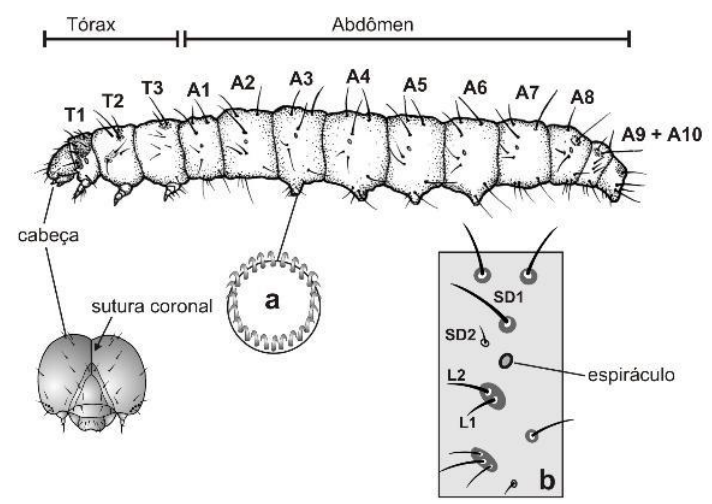 Tórax
Abdômen
T1
T2
T3
A1
A2
A3
A4
A5
A6
A7
A8
A9 + A10
cabeça
sutura coronal
a
SD1
SD2
espiráculo
L2
L1
b